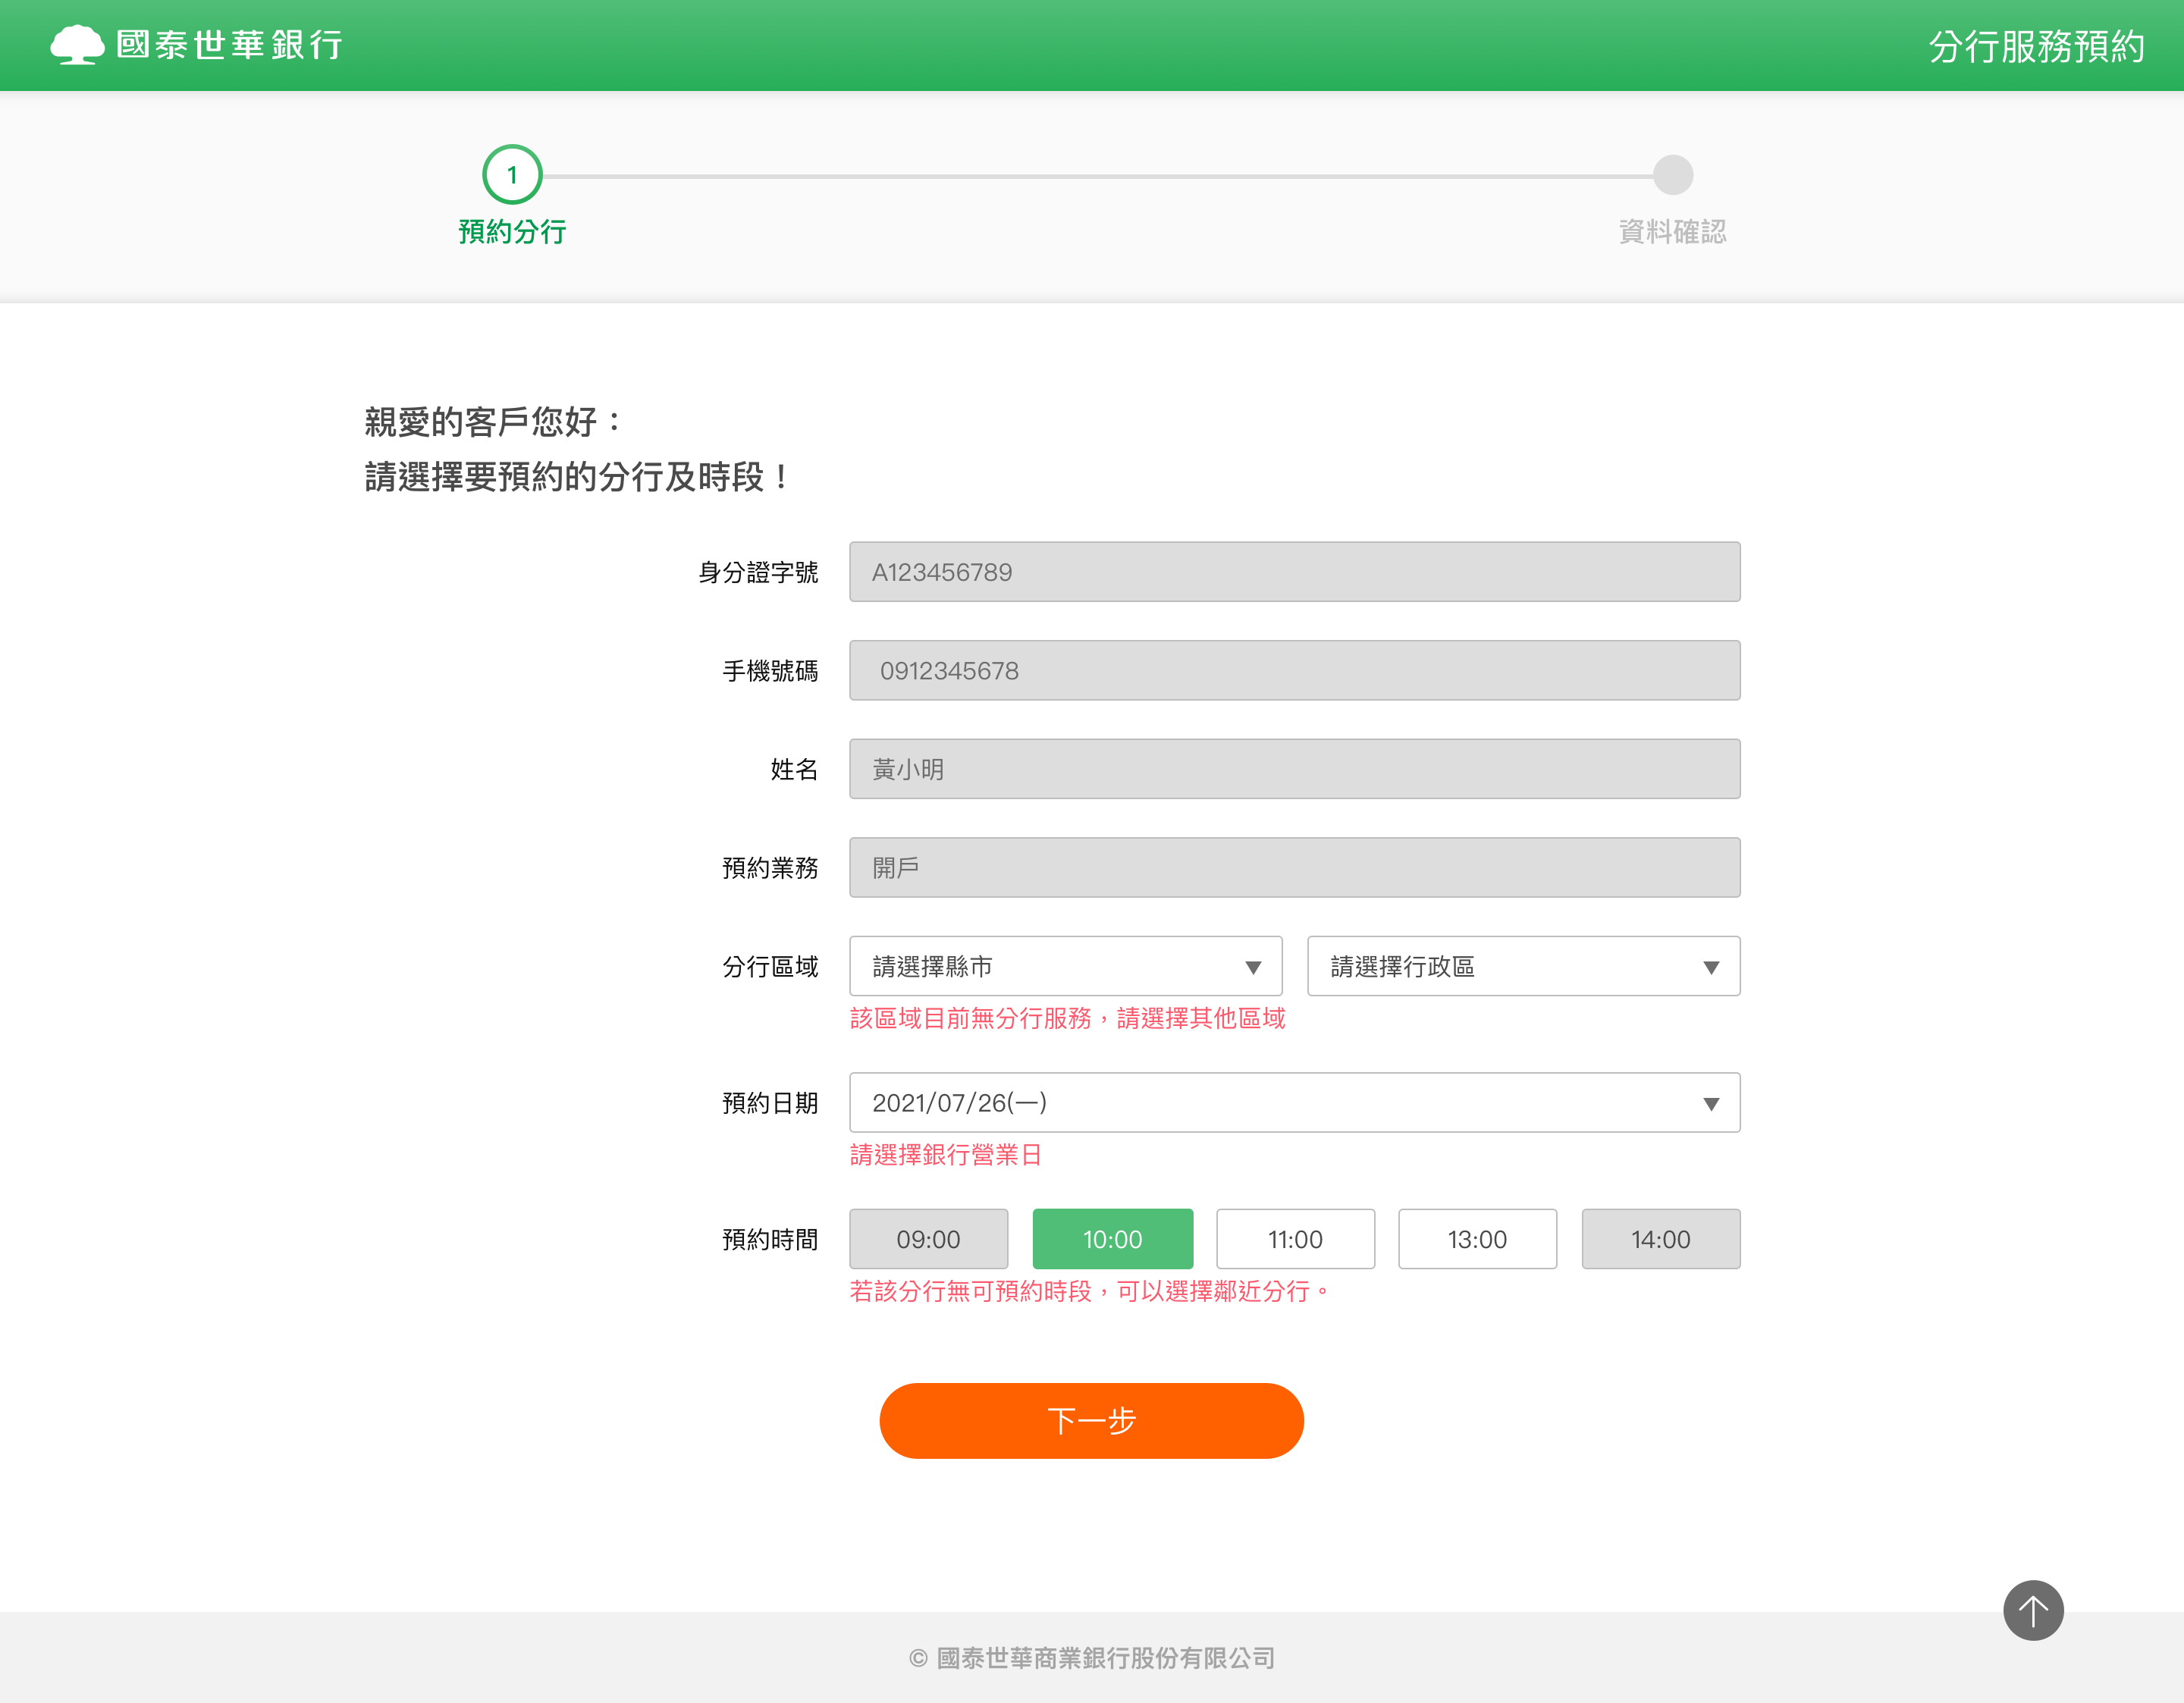 國泰世華銀行
分行服務預約
1
預約分行
資料確認
親愛的客戶您好：
請選擇要預約的分行及時段！
身分證字號 A123456789
手機號碼 0912345678
姓名 黃小明
預約業務 開戶
分行區域 請選擇縣市 請選擇行政區
該區域目前無分行服務，請選擇其他區域
預約日期 2021/07/26(一)
請選擇銀行營業日
預約時間 09:00 10:00 11:00 13:00 14:00
若該分行無可預約時段，可以選擇鄰近分行。
下一步
© 國泰世華商業銀行股份有限公司